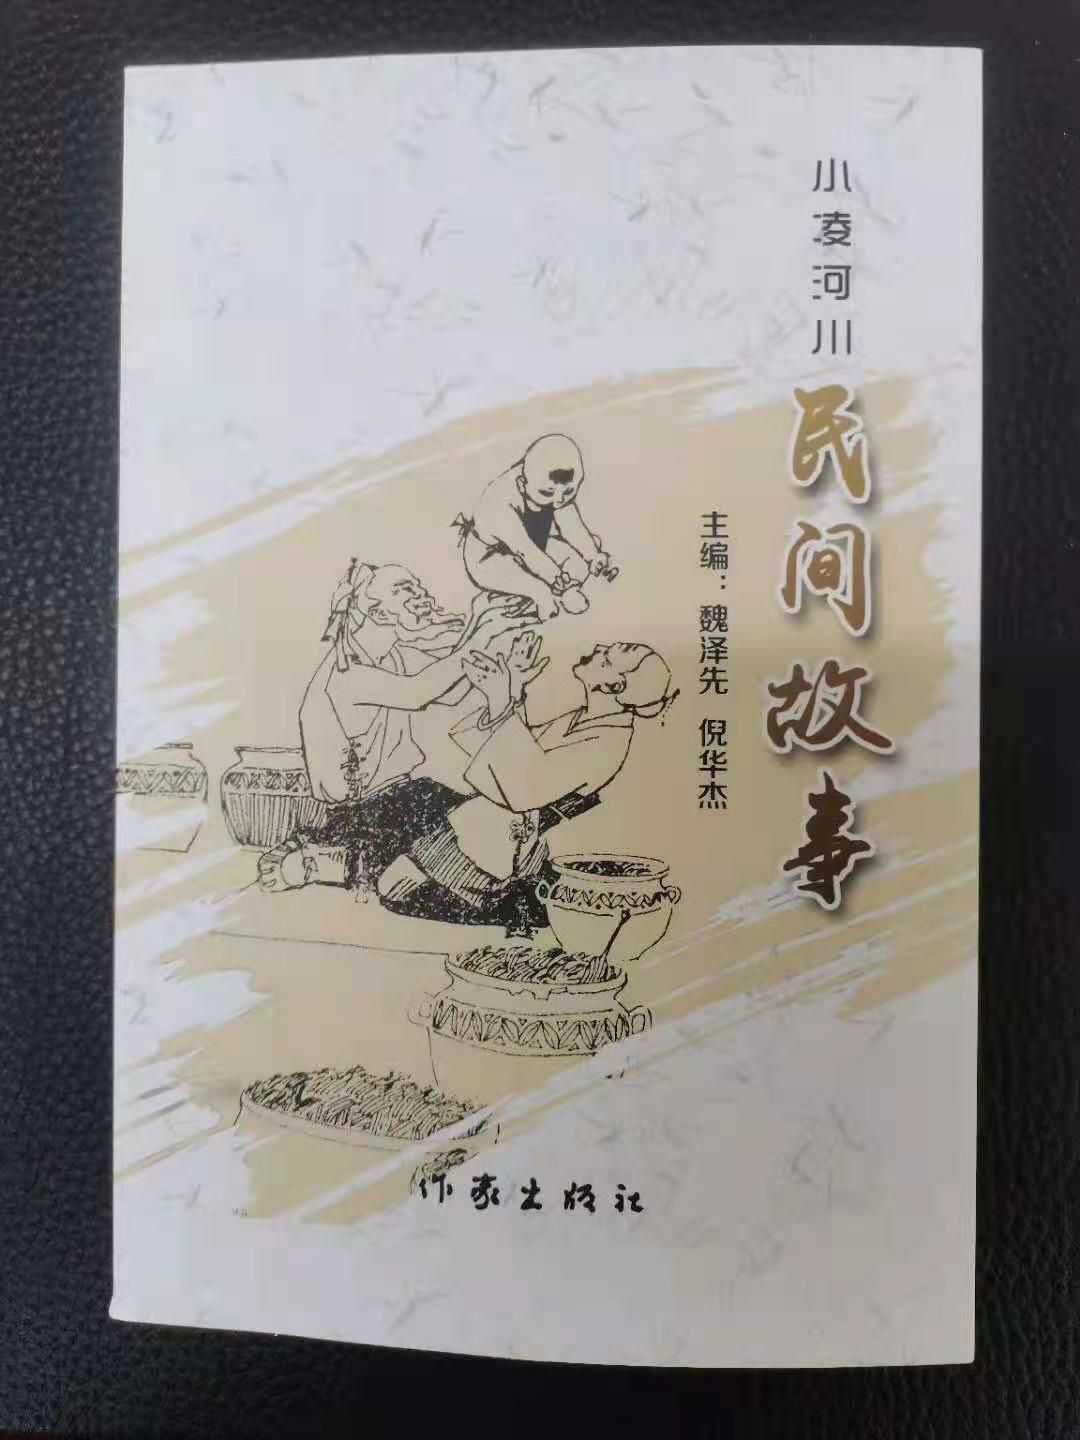 小凌河川
民间故事
主编：魏泽先 倪华杰
作家出版社